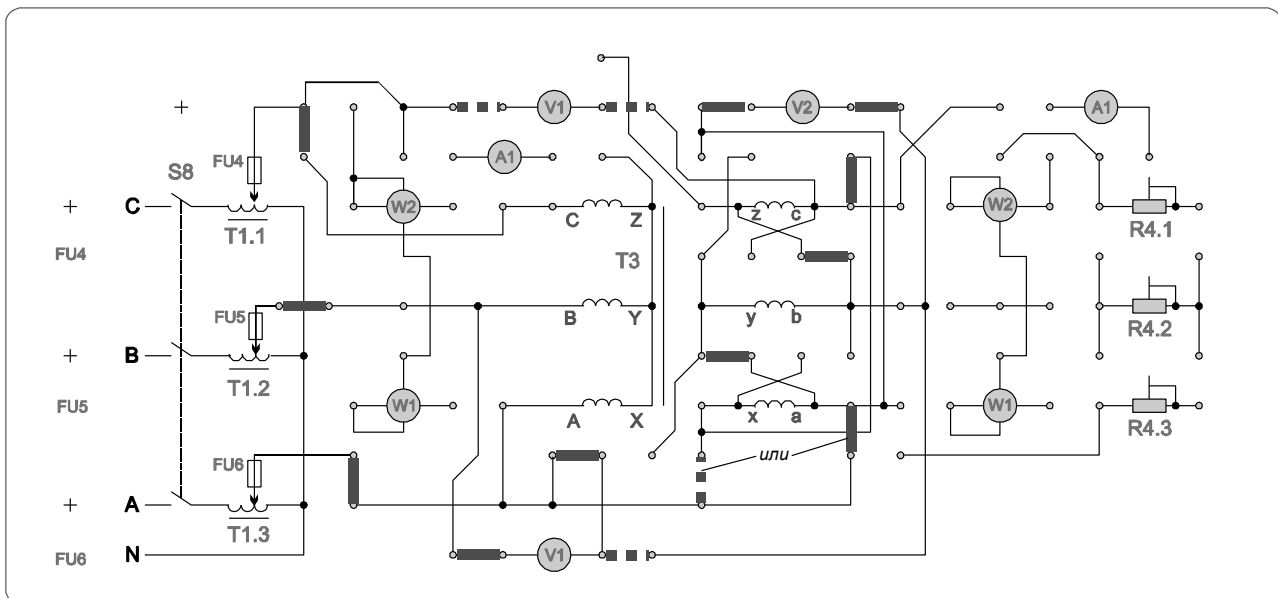 + V1 V2 A1
FU4 A1
S8
+ C W2 C Z z c W2
T1.1 R4.1
FU4 T3
FU5 B Y y b
R4.2
+ B
T1.2
FU5 W1 A X x a W1
R4.3
FU6 или
+ A
T1.3
FU6 N V1